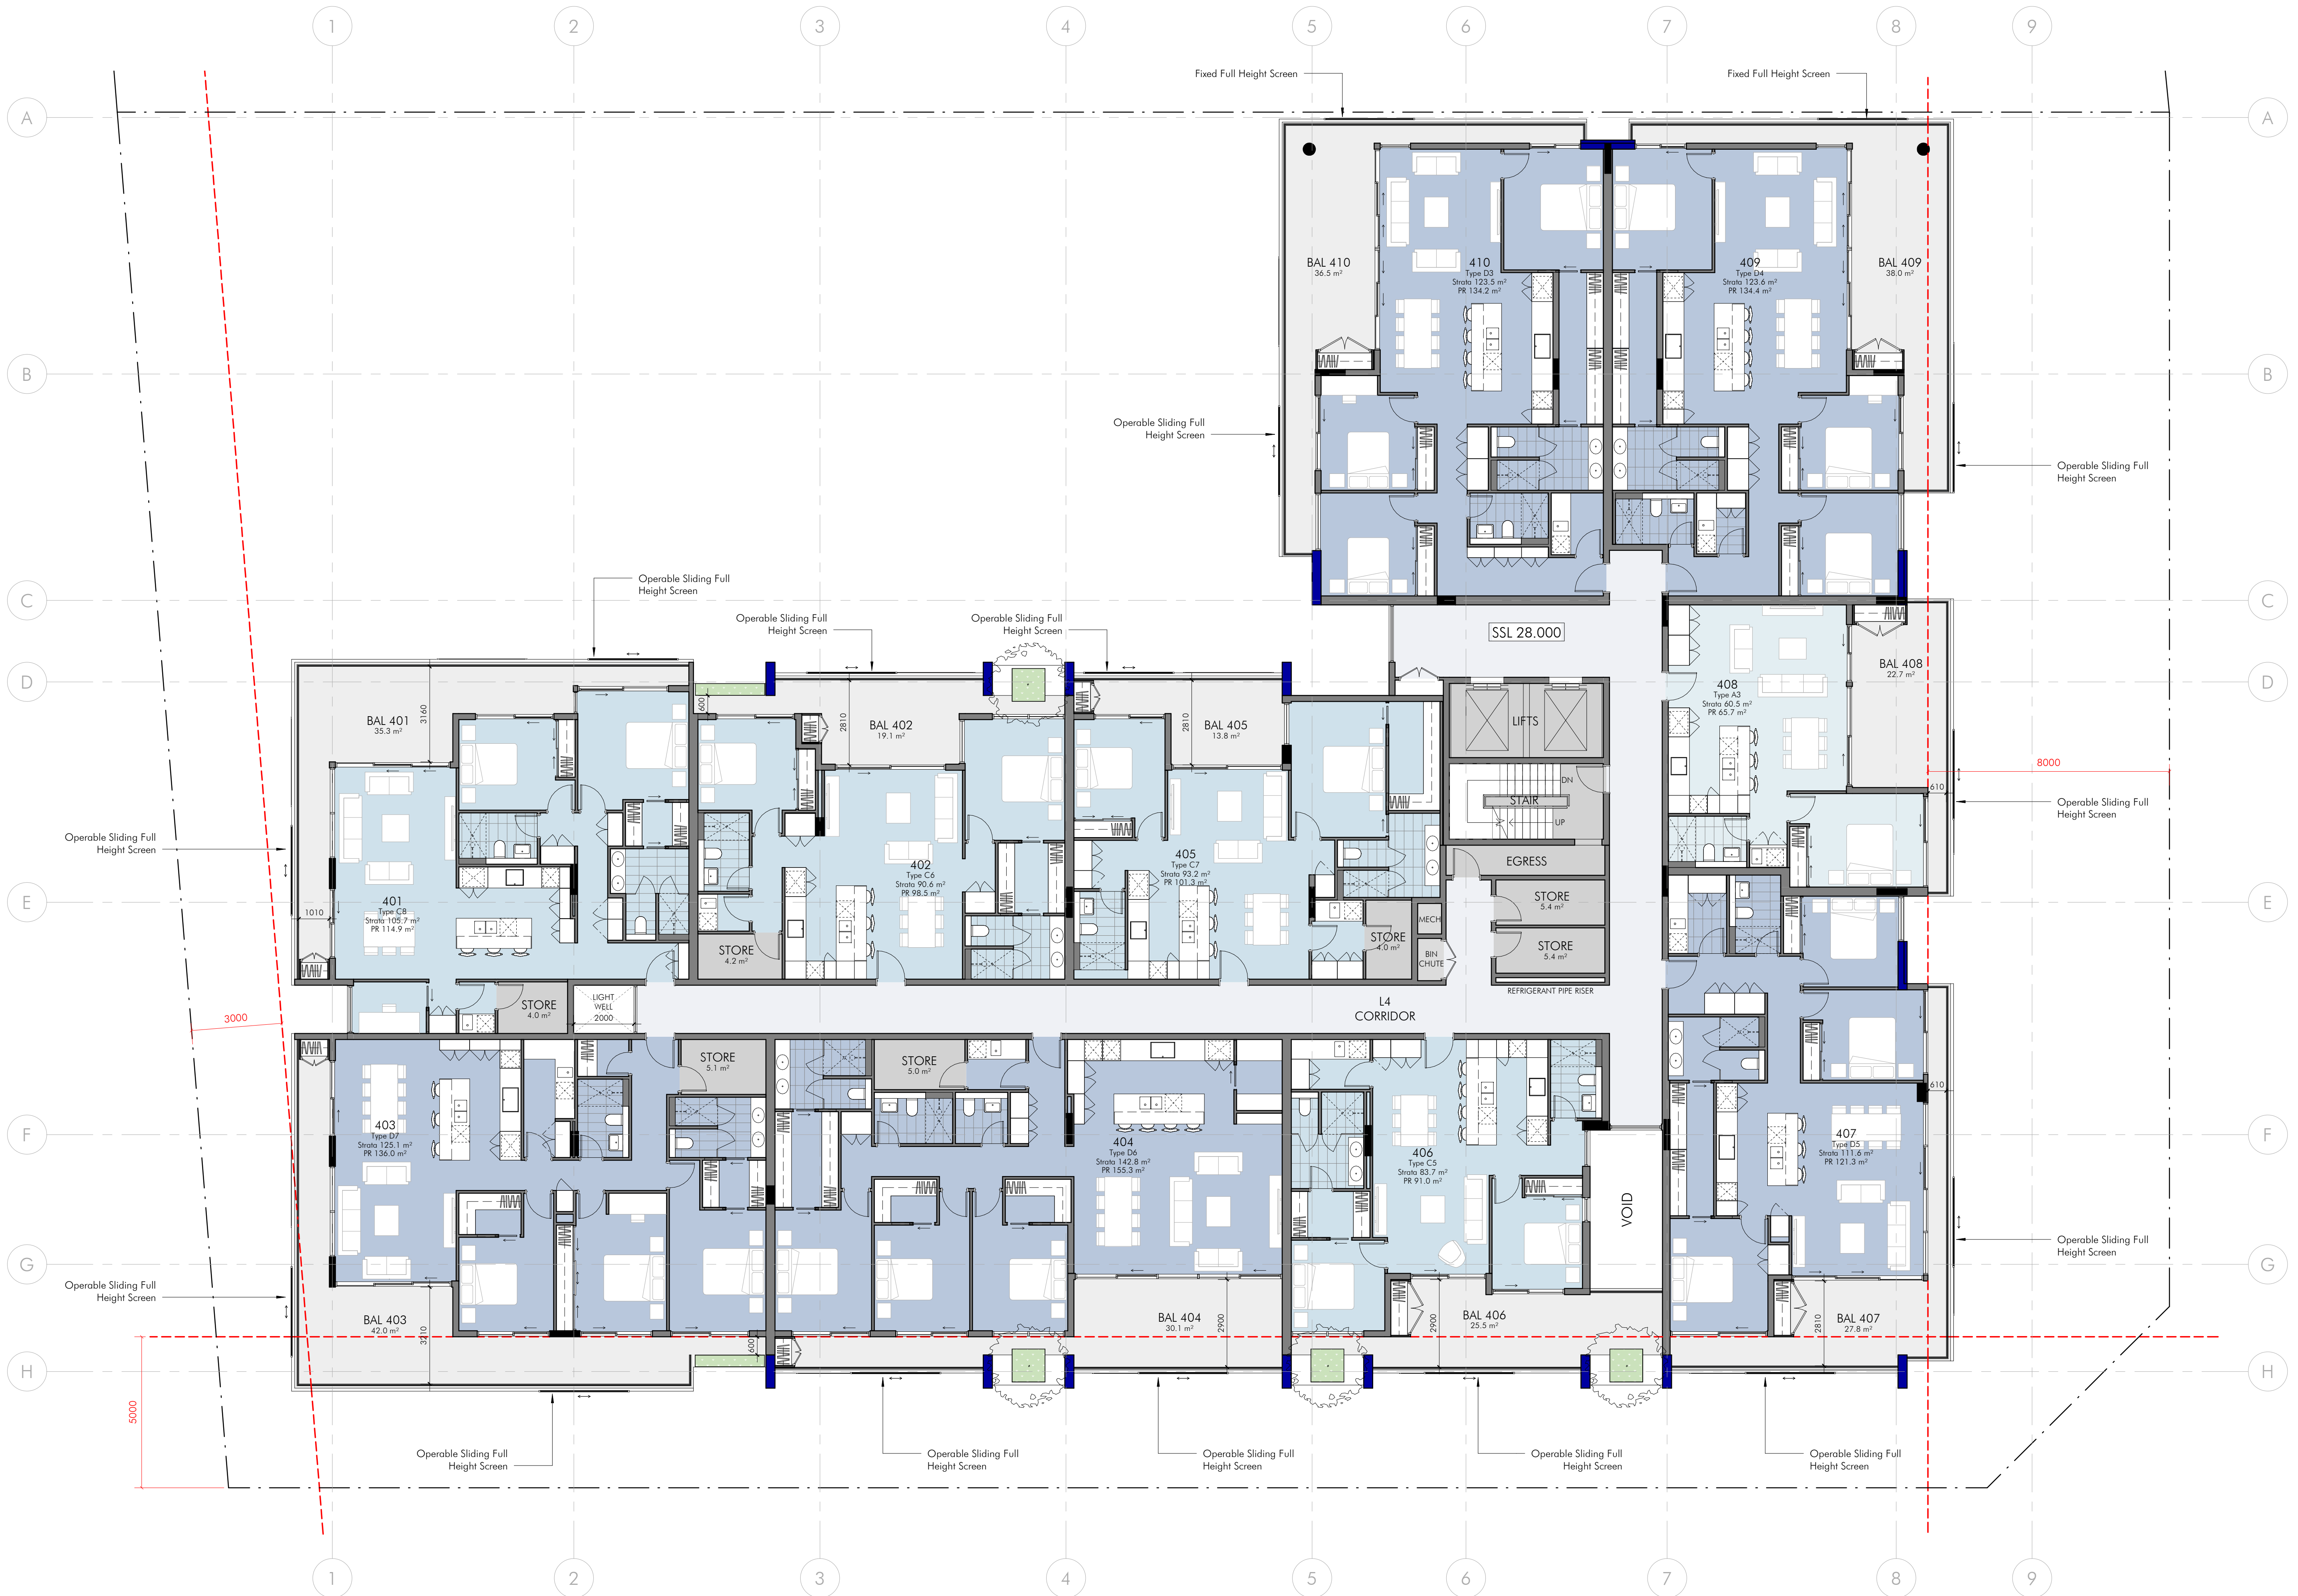 1 2 3 4 5 6 7 8 9
Fixed Full Height Screen
Fixed Full Height Screen
A
A
BAL 410
36.5 m²
410
Type D3
Strata 123.5 m²
PR 134.2 m²
409
Type D4
Strata 123.6 m²
PR 134.4 m²
BAL 409
38.0 m²
B
B
Operable Sliding Full
Height Screen
Operable Sliding Full
Height Screen
C
C
Operable Sliding Full
Height Screen
Operable Sliding Full
Height Screen
Operable Sliding Full
Height Screen
SSL 28.000
D
D
BAL 401
35.3 m²
3160
600
2810
BAL 402
19.1 m²
2810
BAL 405
13.8 m²
LIFTS
408
Type A3
Strata 60.5 m²
PR 65.7 m²
BAL 408
22.7 m²
8000
610
DN
STAIR
UP
Operable Sliding Full
Height Screen
Operable Sliding Full
Height Screen
EGRESS
401
Type C8
Strata 105.7 m²
PR 114.9 m²
1010
402
Type C6
Strata 90.6 m²
PR 98.5 m²
405
Type C7
Strata 93.2 m²
PR 101.3 m²
E
E
STORE
5.4 m²
MECH
STORE
4.2 m²
STORE
4.0 m²
STORE
5.4 m²
BIN
CHUTE
REFRIGERANT PIPE RISER
STORE
4.0 m²
LIGHT
WELL
2000
L4
CORRIDOR
3000
STORE
5.1 m²
STORE
5.0 m²
610
403
Type D7
Strata 125.1 m²
PR 136.0 m²
F
F
404
Type D6
Strata 142.8 m²
PR 155.3 m²
406
Type C5
Strata 83.7 m²
PR 91.0 m²
407
Type D5
Strata 111.6 m²
PR 121.3 m²
VOID
G
G
Operable Sliding Full
Height Screen
Operable Sliding Full
Height Screen
BAL 403
42.0 m²
3210
600
BAL 404
30.1 m²
2900
2900
BAL 406
25.5 m²
2810
BAL 407
27.8 m²
H
H
5000
Operable Sliding Full
Height Screen
Operable Sliding Full
Height Screen
Operable Sliding Full
Height Screen
Operable Sliding Full
Height Screen
Operable Sliding Full
Height Screen
1 2 3 4 5 6 7 8 9